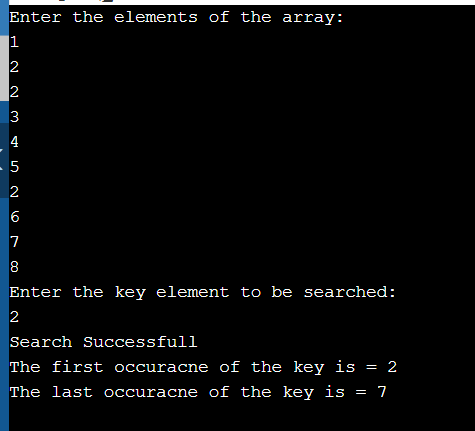 Enter the elements of the array:
1
2
2
3
4
5
2
6
7
8
Enter the key element to be searched:
2
Search Successfull
The first occuracne of the key is = 2
The last occuracne of the key is = 7